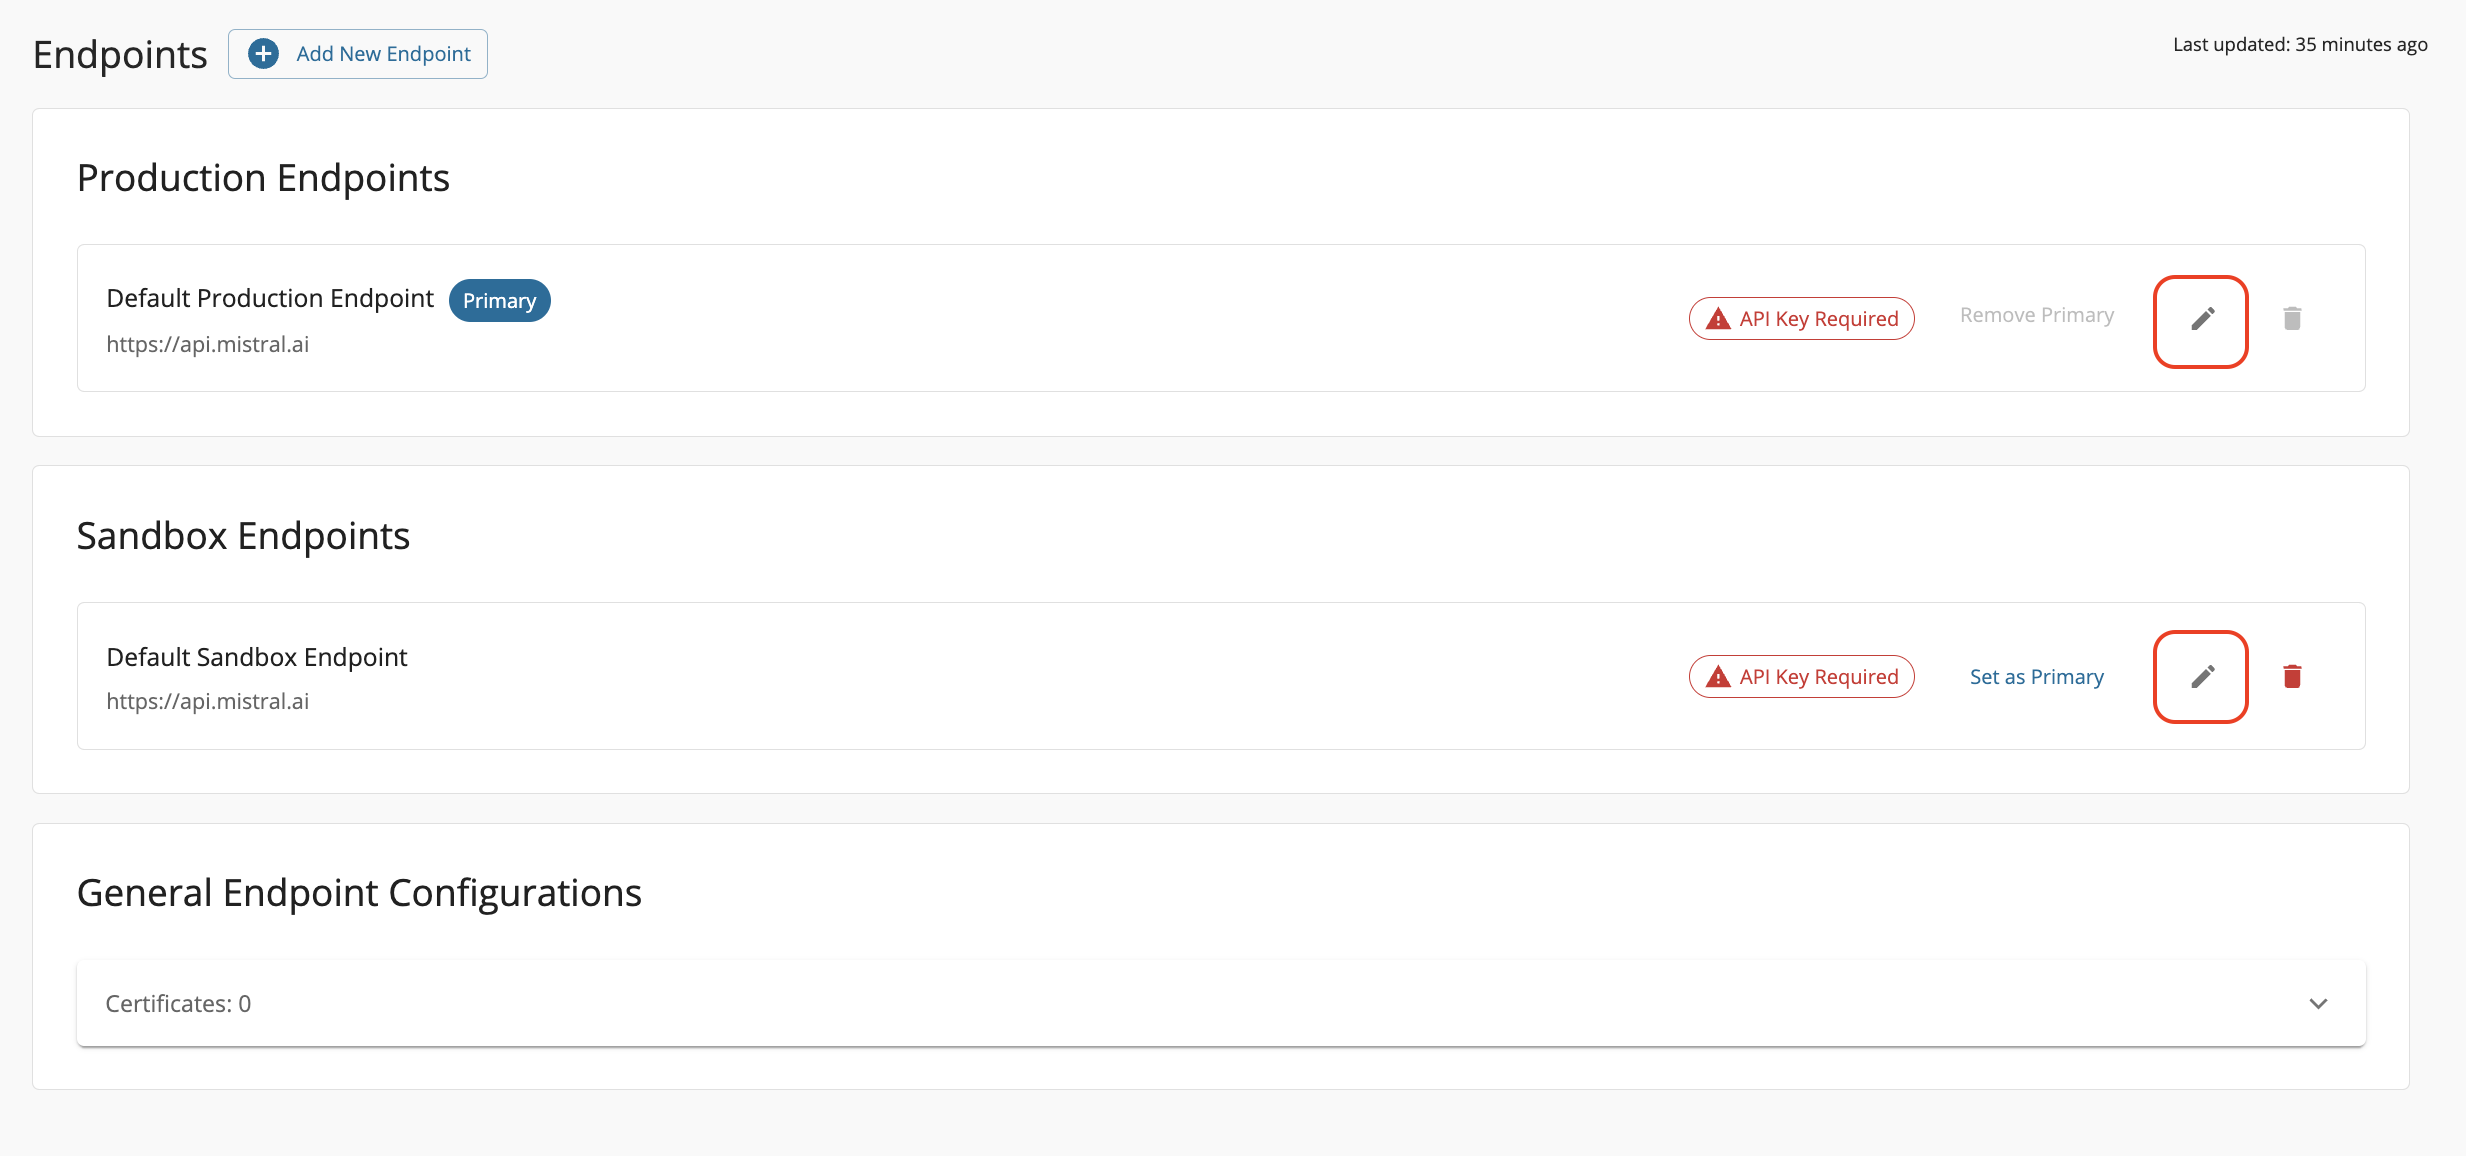 Endpoints
Add New Endpoint
Last updated: 35 minutes ago
Production Endpoints
Default Production Endpoint
Primary
https://api.mistral.ai
API Key Required
Remove Primary
Sandbox Endpoints
Default Sandbox Endpoint
https://api.mistral.ai
API Key Required
Set as Primary
General Endpoint Configurations
Certificates: 0